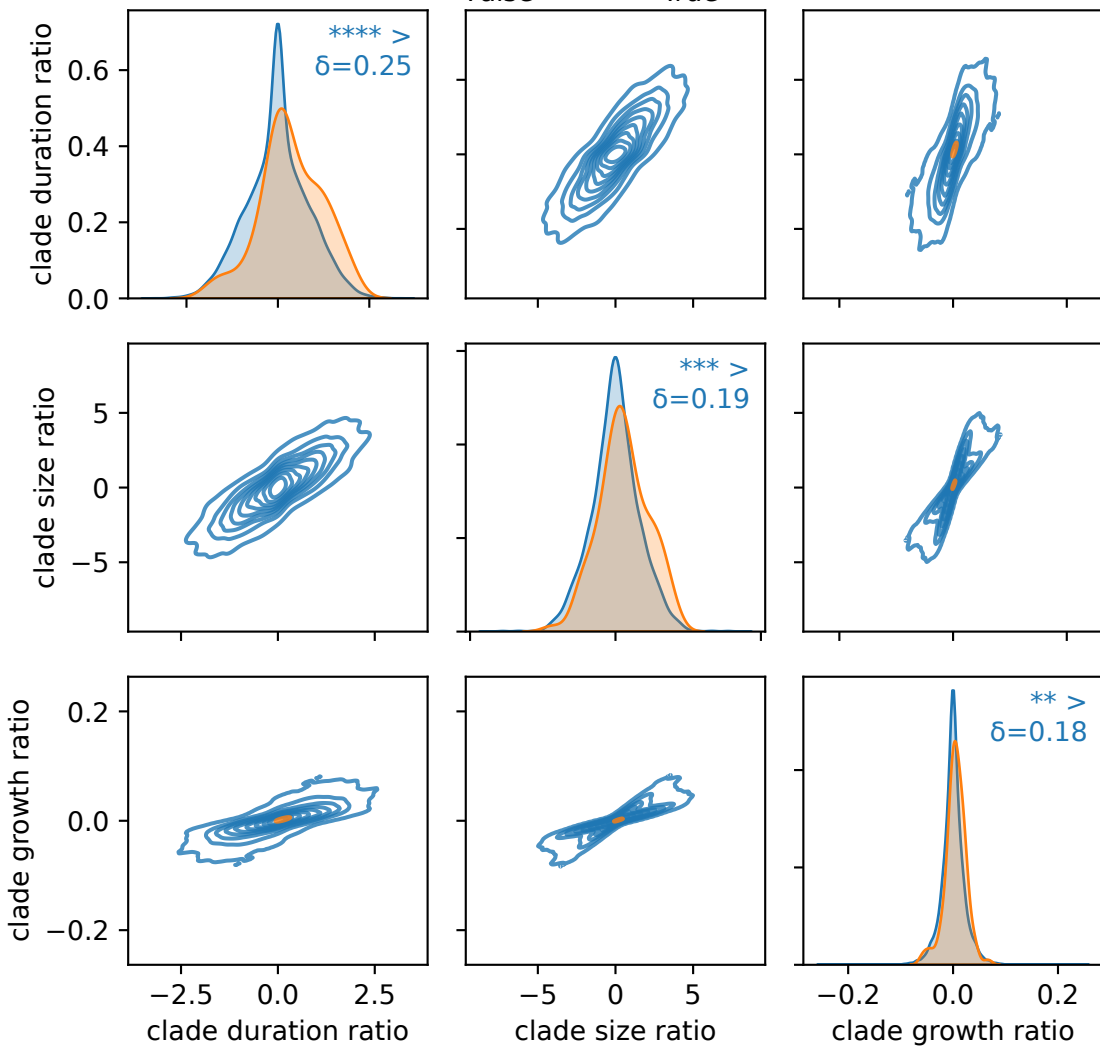 clade duration ratio
0.6
0.4
0.2
0.0
**** >
δ=0.25
clade size ratio
5
0
−5
*** >
δ=0.19
clade growth ratio
0.2
0.0
−0.2
** >
δ=0.18
−2.5 0.0 2.5
−5 0 5
−0.2 0.0 0.2
clade duration ratio
clade size ratio
clade growth ratio